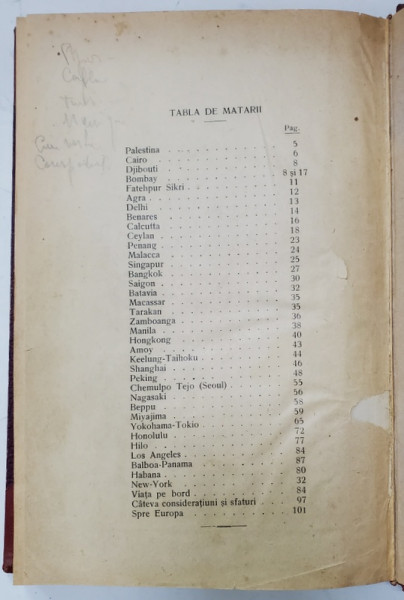 TABLA DE MATARII
Pag.
Palestina . . . . . . . . . . 5
Cairo . . . . . . . . . . 6
Djibouti . . . . . . . . . . 8
Bombay . . . . . . . . . . 8 și 17
Fatehpur Sikri . . . . . . . . . . 11
Agra . . . . . . . . . . 12
Delhi . . . . . . . . . . 13
Benares . . . . . . . . . . 14
Calcutta . . . . . . . . . . 16
Ceylan . . . . . . . . . . 18
Penang . . . . . . . . . . 23
Malacca . . . . . . . . . . 24
Singapur . . . . . . . . . . 25
Bangkok . . . . . . . . . . 27
Saigon . . . . . . . . . . 30
Batavia . . . . . . . . . . 32
Macassar . . . . . . . . . . 35
Tarakan . . . . . . . . . . 35
Zamboanga . . . . . . . . . . 36
Manila . . . . . . . . . . 38
Hongkong . . . . . . . . . . 40
Amoy . . . . . . . . . . 43
Keelung-Taihoku . . . . . . . . . . 44
Shanghai . . . . . . . . . . 46
Peking . . . . . . . . . . 48
Chemulpo Tejo (Seoul) . . . . . . . 55
Nagasaki . . . . . . . . . . 56
Beppu . . . . . . . . . . 58
Miyajima . . . . . . . . . . 59
Yokohama-Tokio . . . . . . . . . . 65
Honolulu . . . . . . . . . . 72
Hilo . . . . . . . . . . 77
Los Angeles . . . . . . . . . . 84
Balboa-Panama . . . . . . . . . . 87
Habana . . . . . . . . . . 80
New-York . . . . . . . . . . 32
Viața pe bord . . . . . . . . . . 84
Câteva considerațiuni și sfaturi . . . . 97
Spre Europa . . . . . . . . . . 101